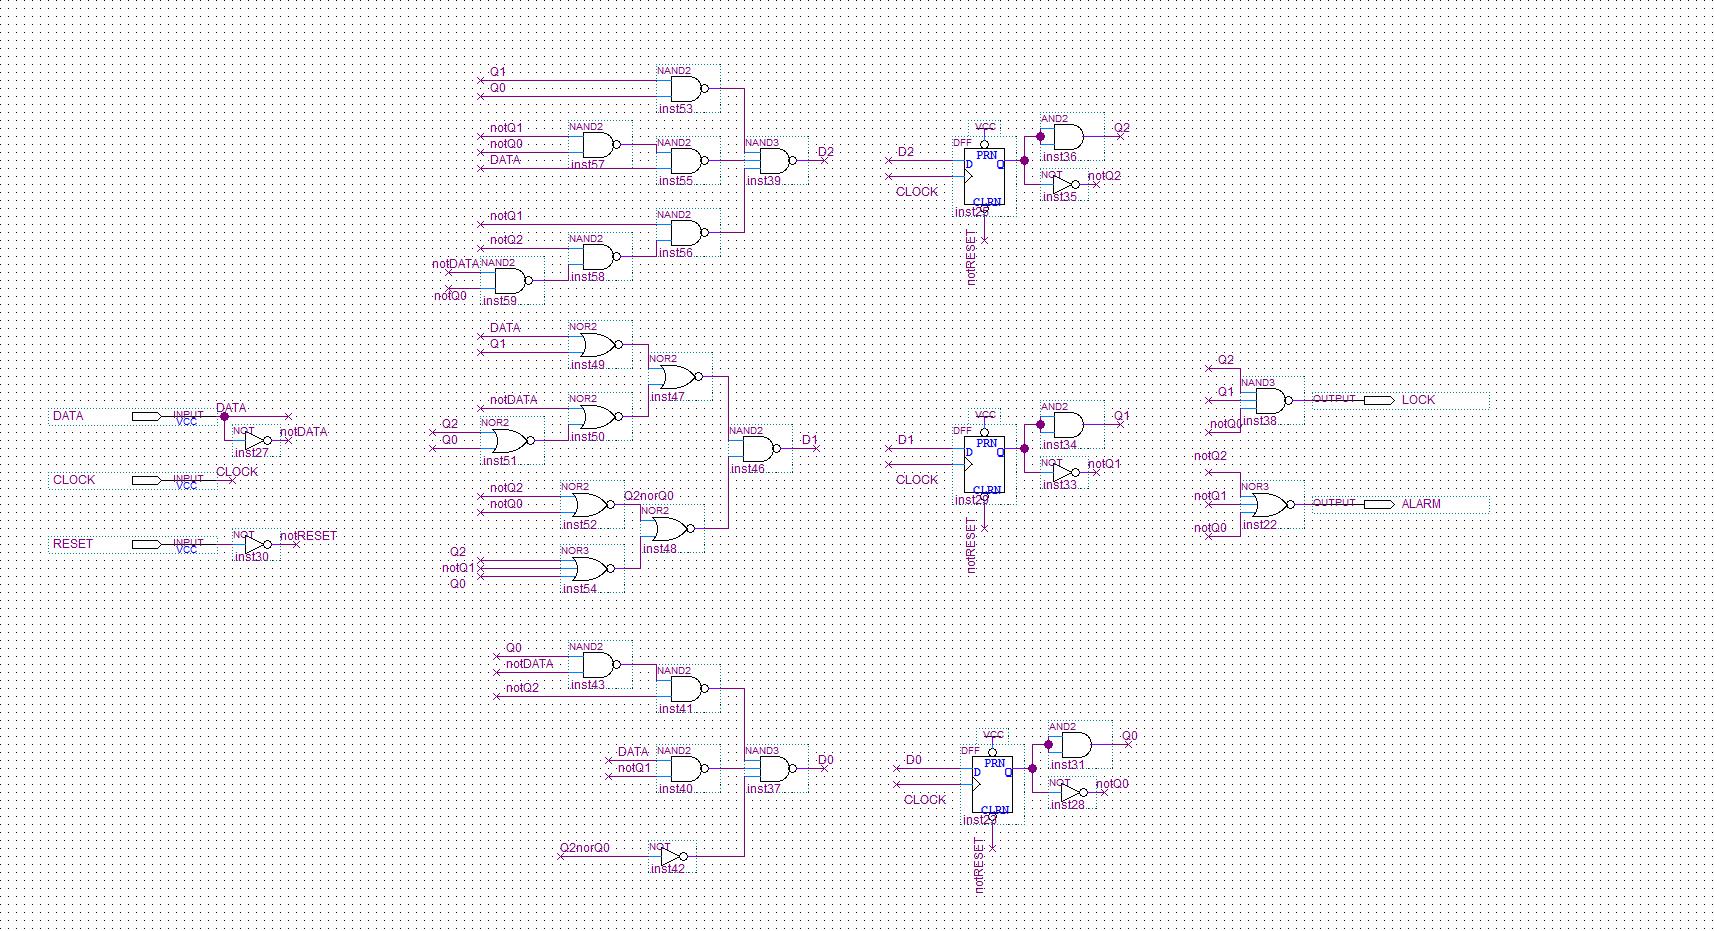 Q1
NAND2
Q0
inst53
notQ1
NAND2
notQ0
NAND2
DATA
inst57
inst55
NAND3
D2
inst39
notQ1
NAND2
notQ2
NAND2
inst56
notDATA
NAND2
inst58
notQ0
inst59
D2
CLOCK
DFF
VCC
PRN
D
Q
CLRN
notRESET
AND2
Q2
inst36
NOT
notQ2
inst35
DATA
NOR2
Q1
inst49
NOR2
inst47
notDATA
NOR2
Q2
NOR2
Q0
inst50
inst51
NAND2
D1
inst46
notQ2
NOR2
Q2norQ0
notQ0
NOR2
inst52
inst48
Q2
NOR3
notQ1
Q0
inst54
DATA
INPUT
VCC
DATA
NOT
notDATA
inst27
CLOCK
INPUT
VCC
CLOCK
RESET
INPUT
VCC
NOT
notRESET
inst30
D1
CLOCK
DFF
VCC
PRN
D
Q
CLRN
notRESET
AND2
Q1
inst34
NOT
notQ1
inst33
Q2
NAND3
Q1
OUTPUT
LOCK
notQ0
inst38
notQ2
NOR3
notQ1
OUTPUT
ALARM
notQ0
inst22
Q0
NAND2
notDATA
NAND2
notQ2
inst43
inst41
DATA
NAND2
NAND3
D0
notQ1
inst40
inst37
Q2norQ0
NOT
inst42
D0
CLOCK
DFF
VCC
PRN
D
Q
CLRN
notRESET
AND2
Q0
inst31
NOT
notQ0
inst28